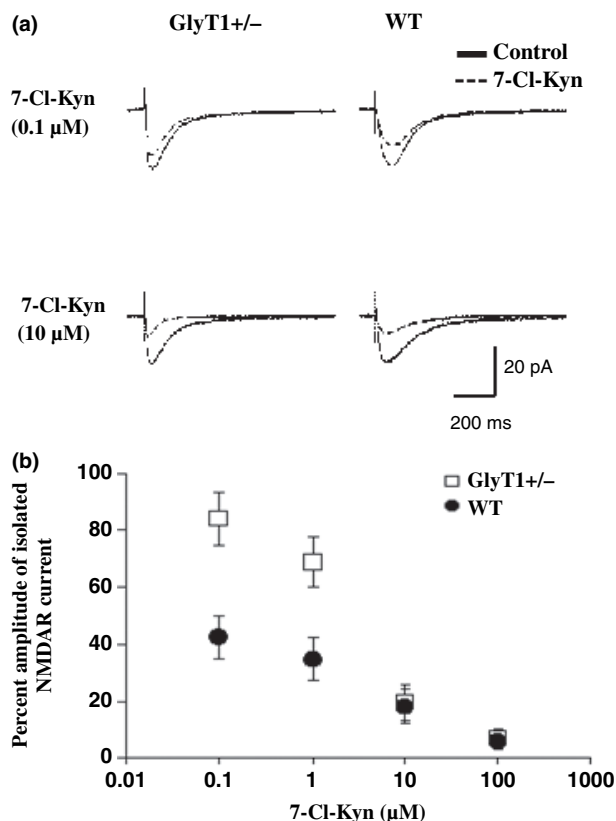 (a)
GlyT1+/−
WT
Control
7-Cl-Kyn
7-Cl-Kyn
(0.1 µM)
7-Cl-Kyn
(10 µM)
20 pA
200 ms
(b)
GlyT1+/−
WT
Percent amplitude of isolated
NMDAR current
100
80
60
40
20
0
0.01
0.1
1
10
100
1000
7-Cl-Kyn (µM)